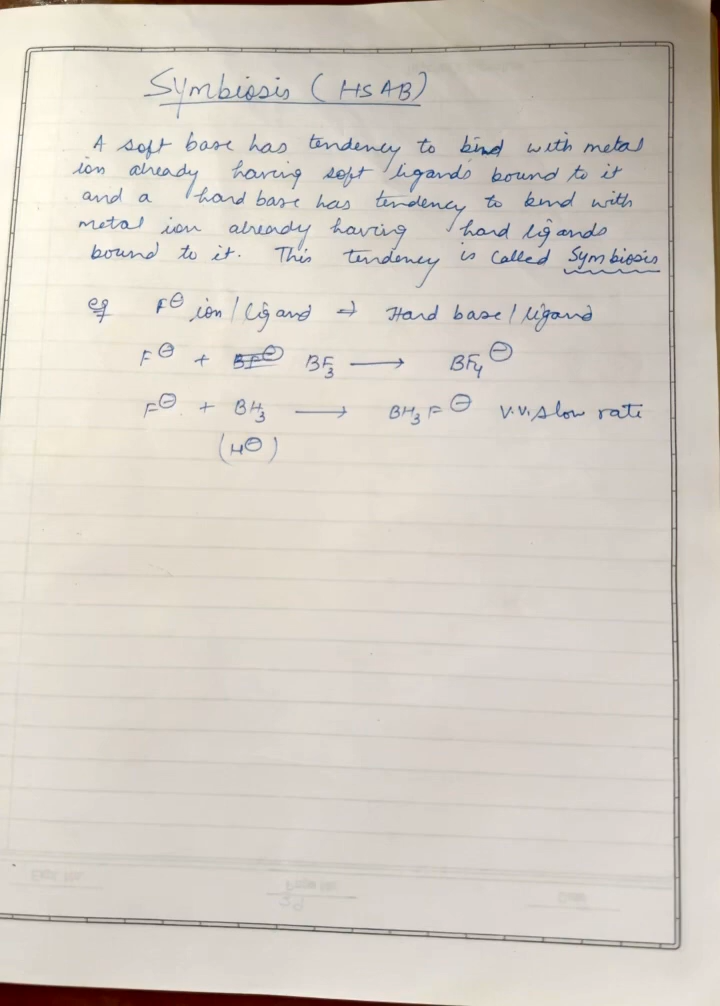 Symbiosis (HSAB)
A soft base has tendency to bind with metal
ion already having soft ligands bound to it
and a hard base has tendency to bind with
metal ion already having hard ligands
bound to it. This tendency is called Symbiosis
eg F⊖ ion/ligand → Hard base/ligand
F⊖ + BF₃ ⟶ BF₄⊖
F⊖ + BH₃ ⟶ BH₃F⊖ V.V. slow rate
(H⊖)